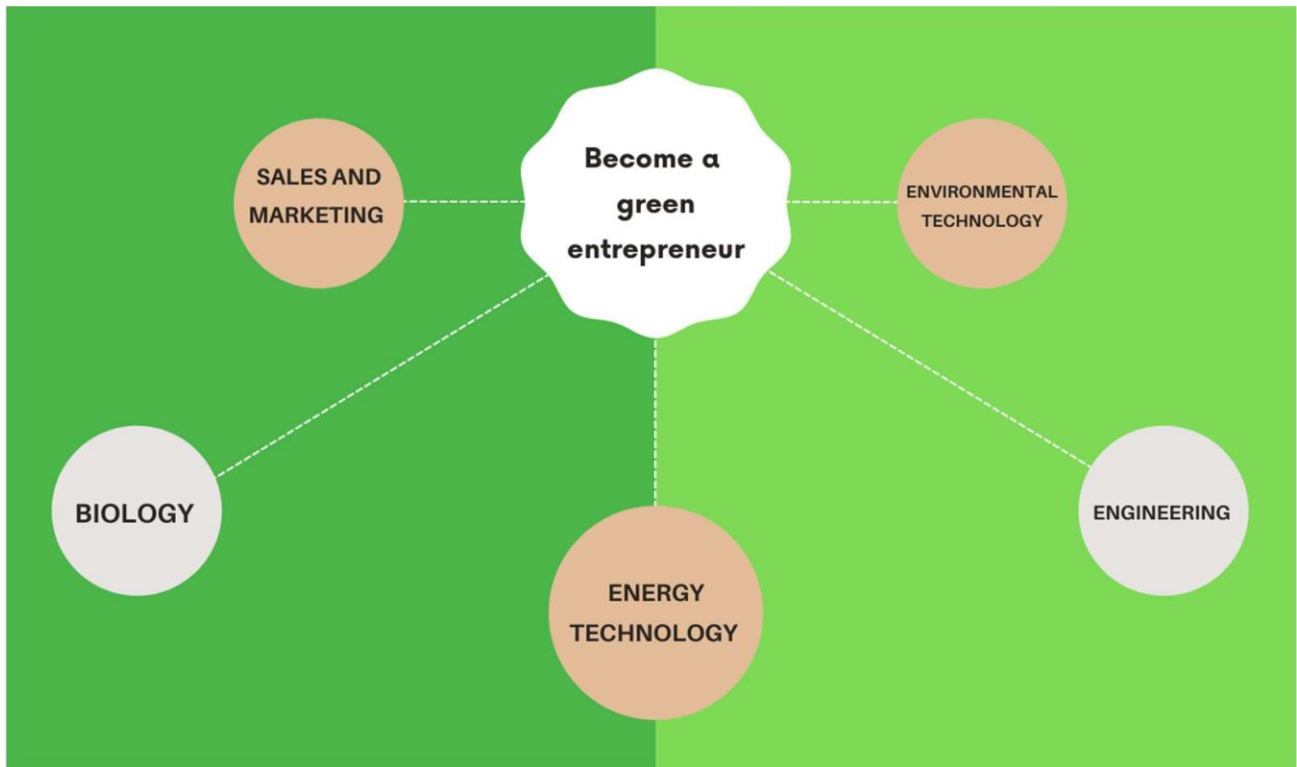 Become a
green
entrepreneur
SALES AND
MARKETING
ENVIRONMENTAL
TECHNOLOGY
BIOLOGY
ENGINEERING
ENERGY
TECHNOLOGY